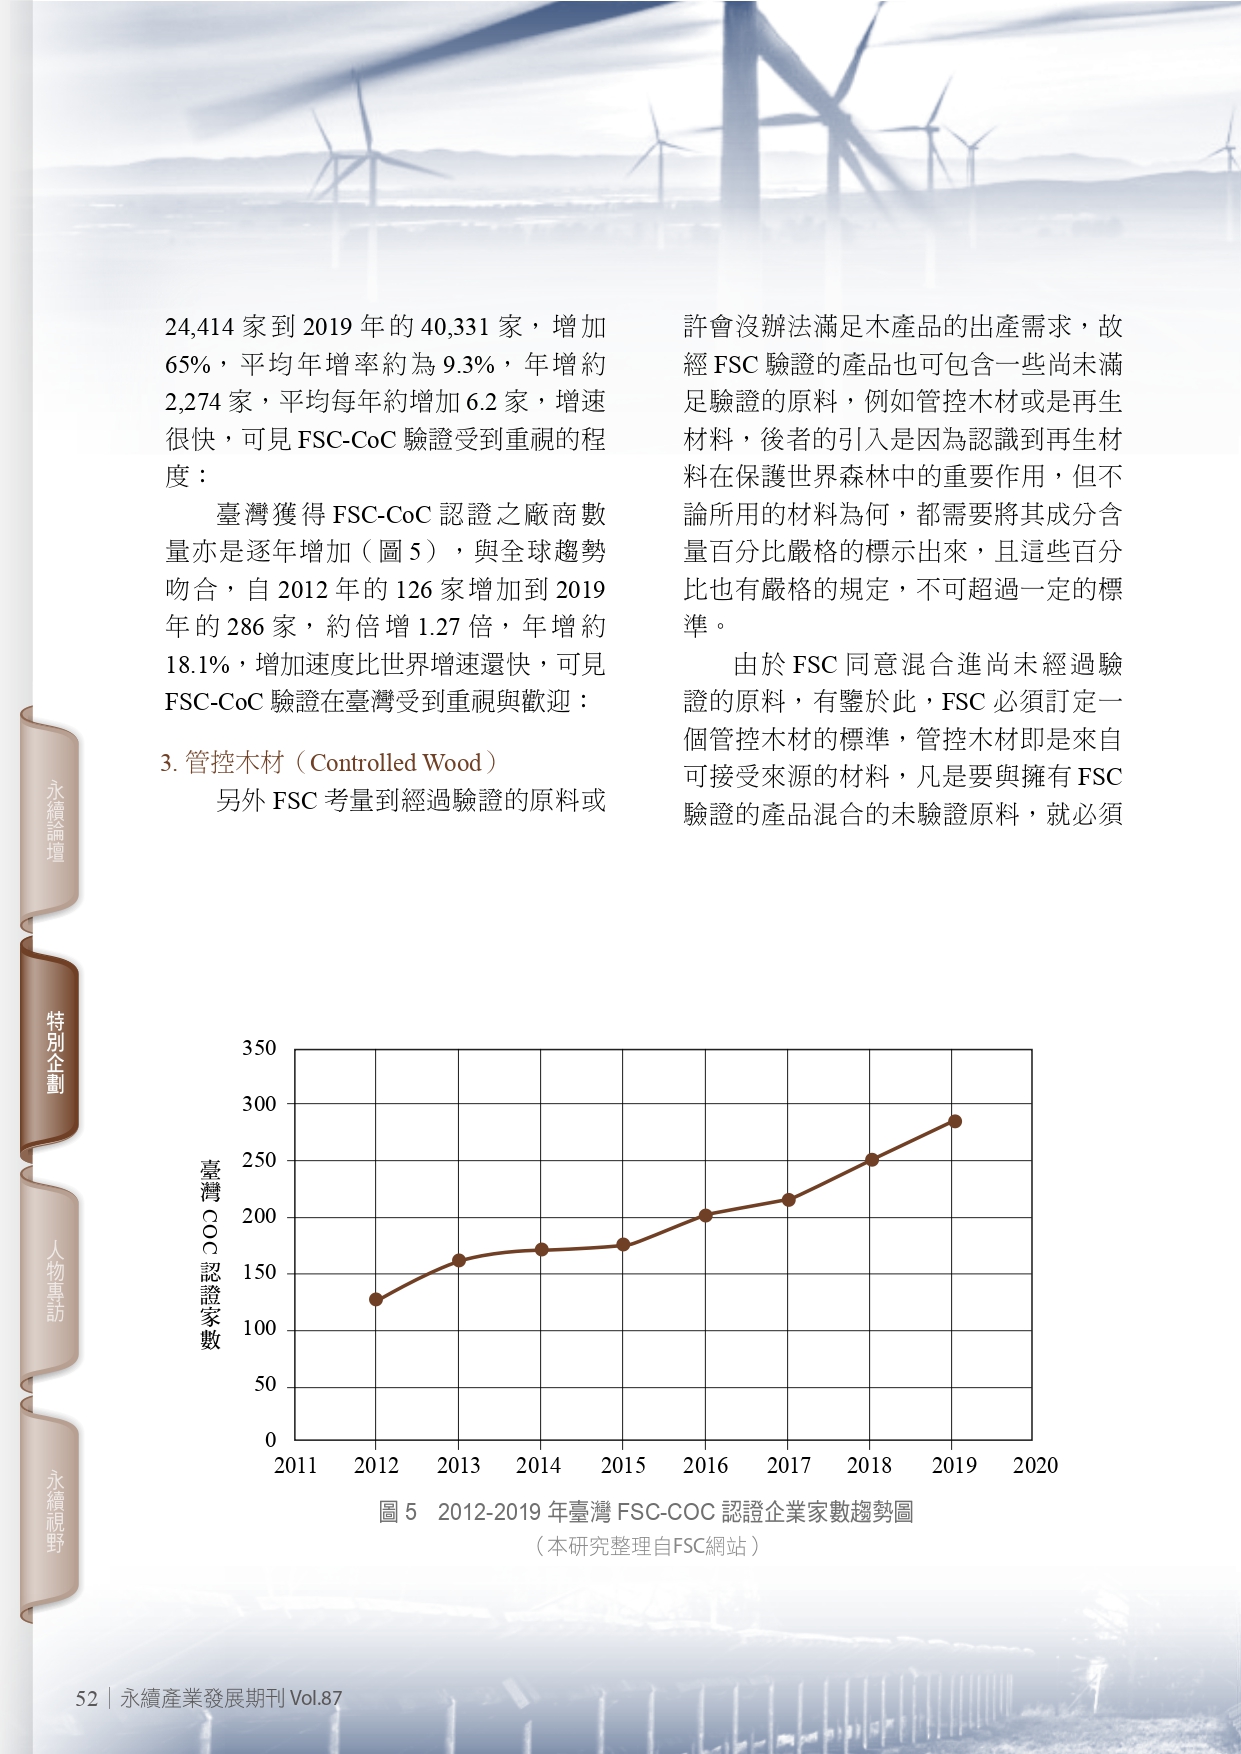 24,414 家到 2019 年的 40,331 家，增加
65%，平均年增率約為 9.3%，年增約
2,274 家，平均每年約增加 6.2 家，增速
很快，可見 FSC-CoC 驗證受到重視的程
度：
臺灣獲得 FSC-CoC 認證之廠商數
量亦是逐年增加（圖 5），與全球趨勢
吻合，自 2012 年的 126 家增加到 2019
年的 286 家，約倍增 1.27 倍，年增約
18.1%，增加速度比世界增速還快，可見
FSC-CoC 驗證在臺灣受到重視與歡迎：
3. 管控木材（Controlled Wood）
另外 FSC 考量到經過驗證的原料或
許會沒辦法滿足木產品的出產需求，故
經 FSC 驗證的產品也可包含一些尚未滿
足驗證的原料，例如管控木材或是再生
材料，後者的引入是因為認識到再生材
料在保護世界森林中的重要作用，但不
論所用的材料為何，都需要將其成分含
量百分比嚴格的標示出來，且這些百分
比也有嚴格的規定，不可超過一定的標
準。
由於 FSC 同意混合進尚未經過驗
證的原料，有鑒於此，FSC 必須訂定一
個管控木材的標準，管控木材即是來自
可接受來源的材料，凡是要與擁有 FSC
驗證的產品混合的未驗證原料，就必須
永續論壇
特別企劃
人物專訪
永續視野
臺灣 COC 認證家數
350
300
250
200
150
100
50
0
2011 2012 2013 2014 2015 2016 2017 2018 2019 2020
圖 5 2012-2019 年臺灣 FSC-COC 認證企業家數趨勢圖
（本研究整理自FSC網站）
52 永續產業發展期刊 Vol.87